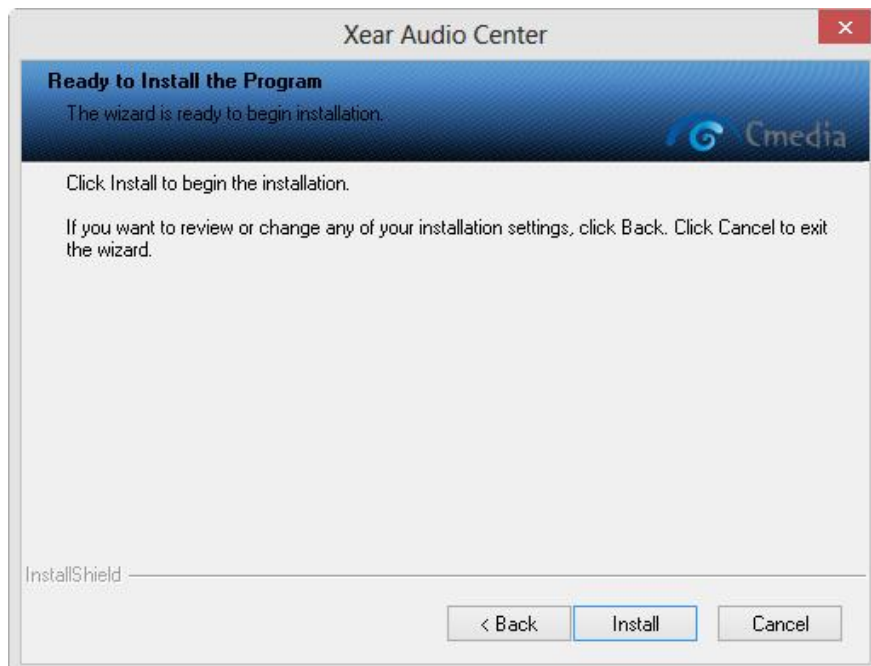 Xear Audio Center
Ready to Install the Program
The wizard is ready to begin installation.
Cmedia
Click Install to begin the installation.
If you want to review or change any of your installation settings, click Back. Click Cancel to exit
the wizard.
InstallShield
< Back
Install
Cancel